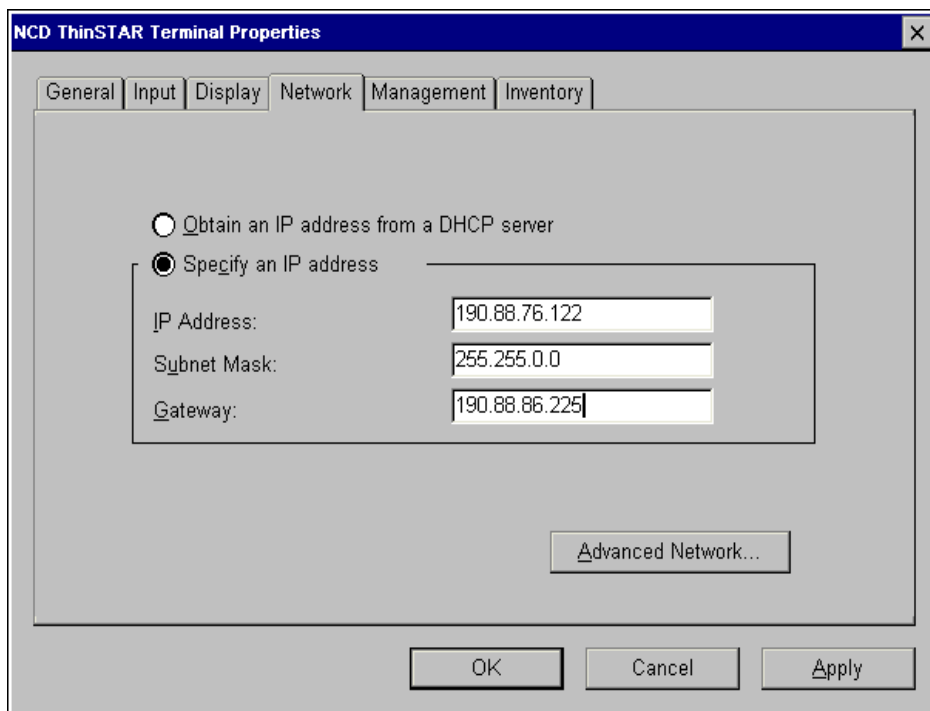 NCD ThinSTAR Terminal Properties
General Input Display Network Management Inventory
Obtain an IP address from a DHCP server
Specify an IP address
IP Address: 190.88.76.122
Subnet Mask: 255.255.0.0
Gateway: 190.88.86.225
Advanced Network...
OK Cancel Apply